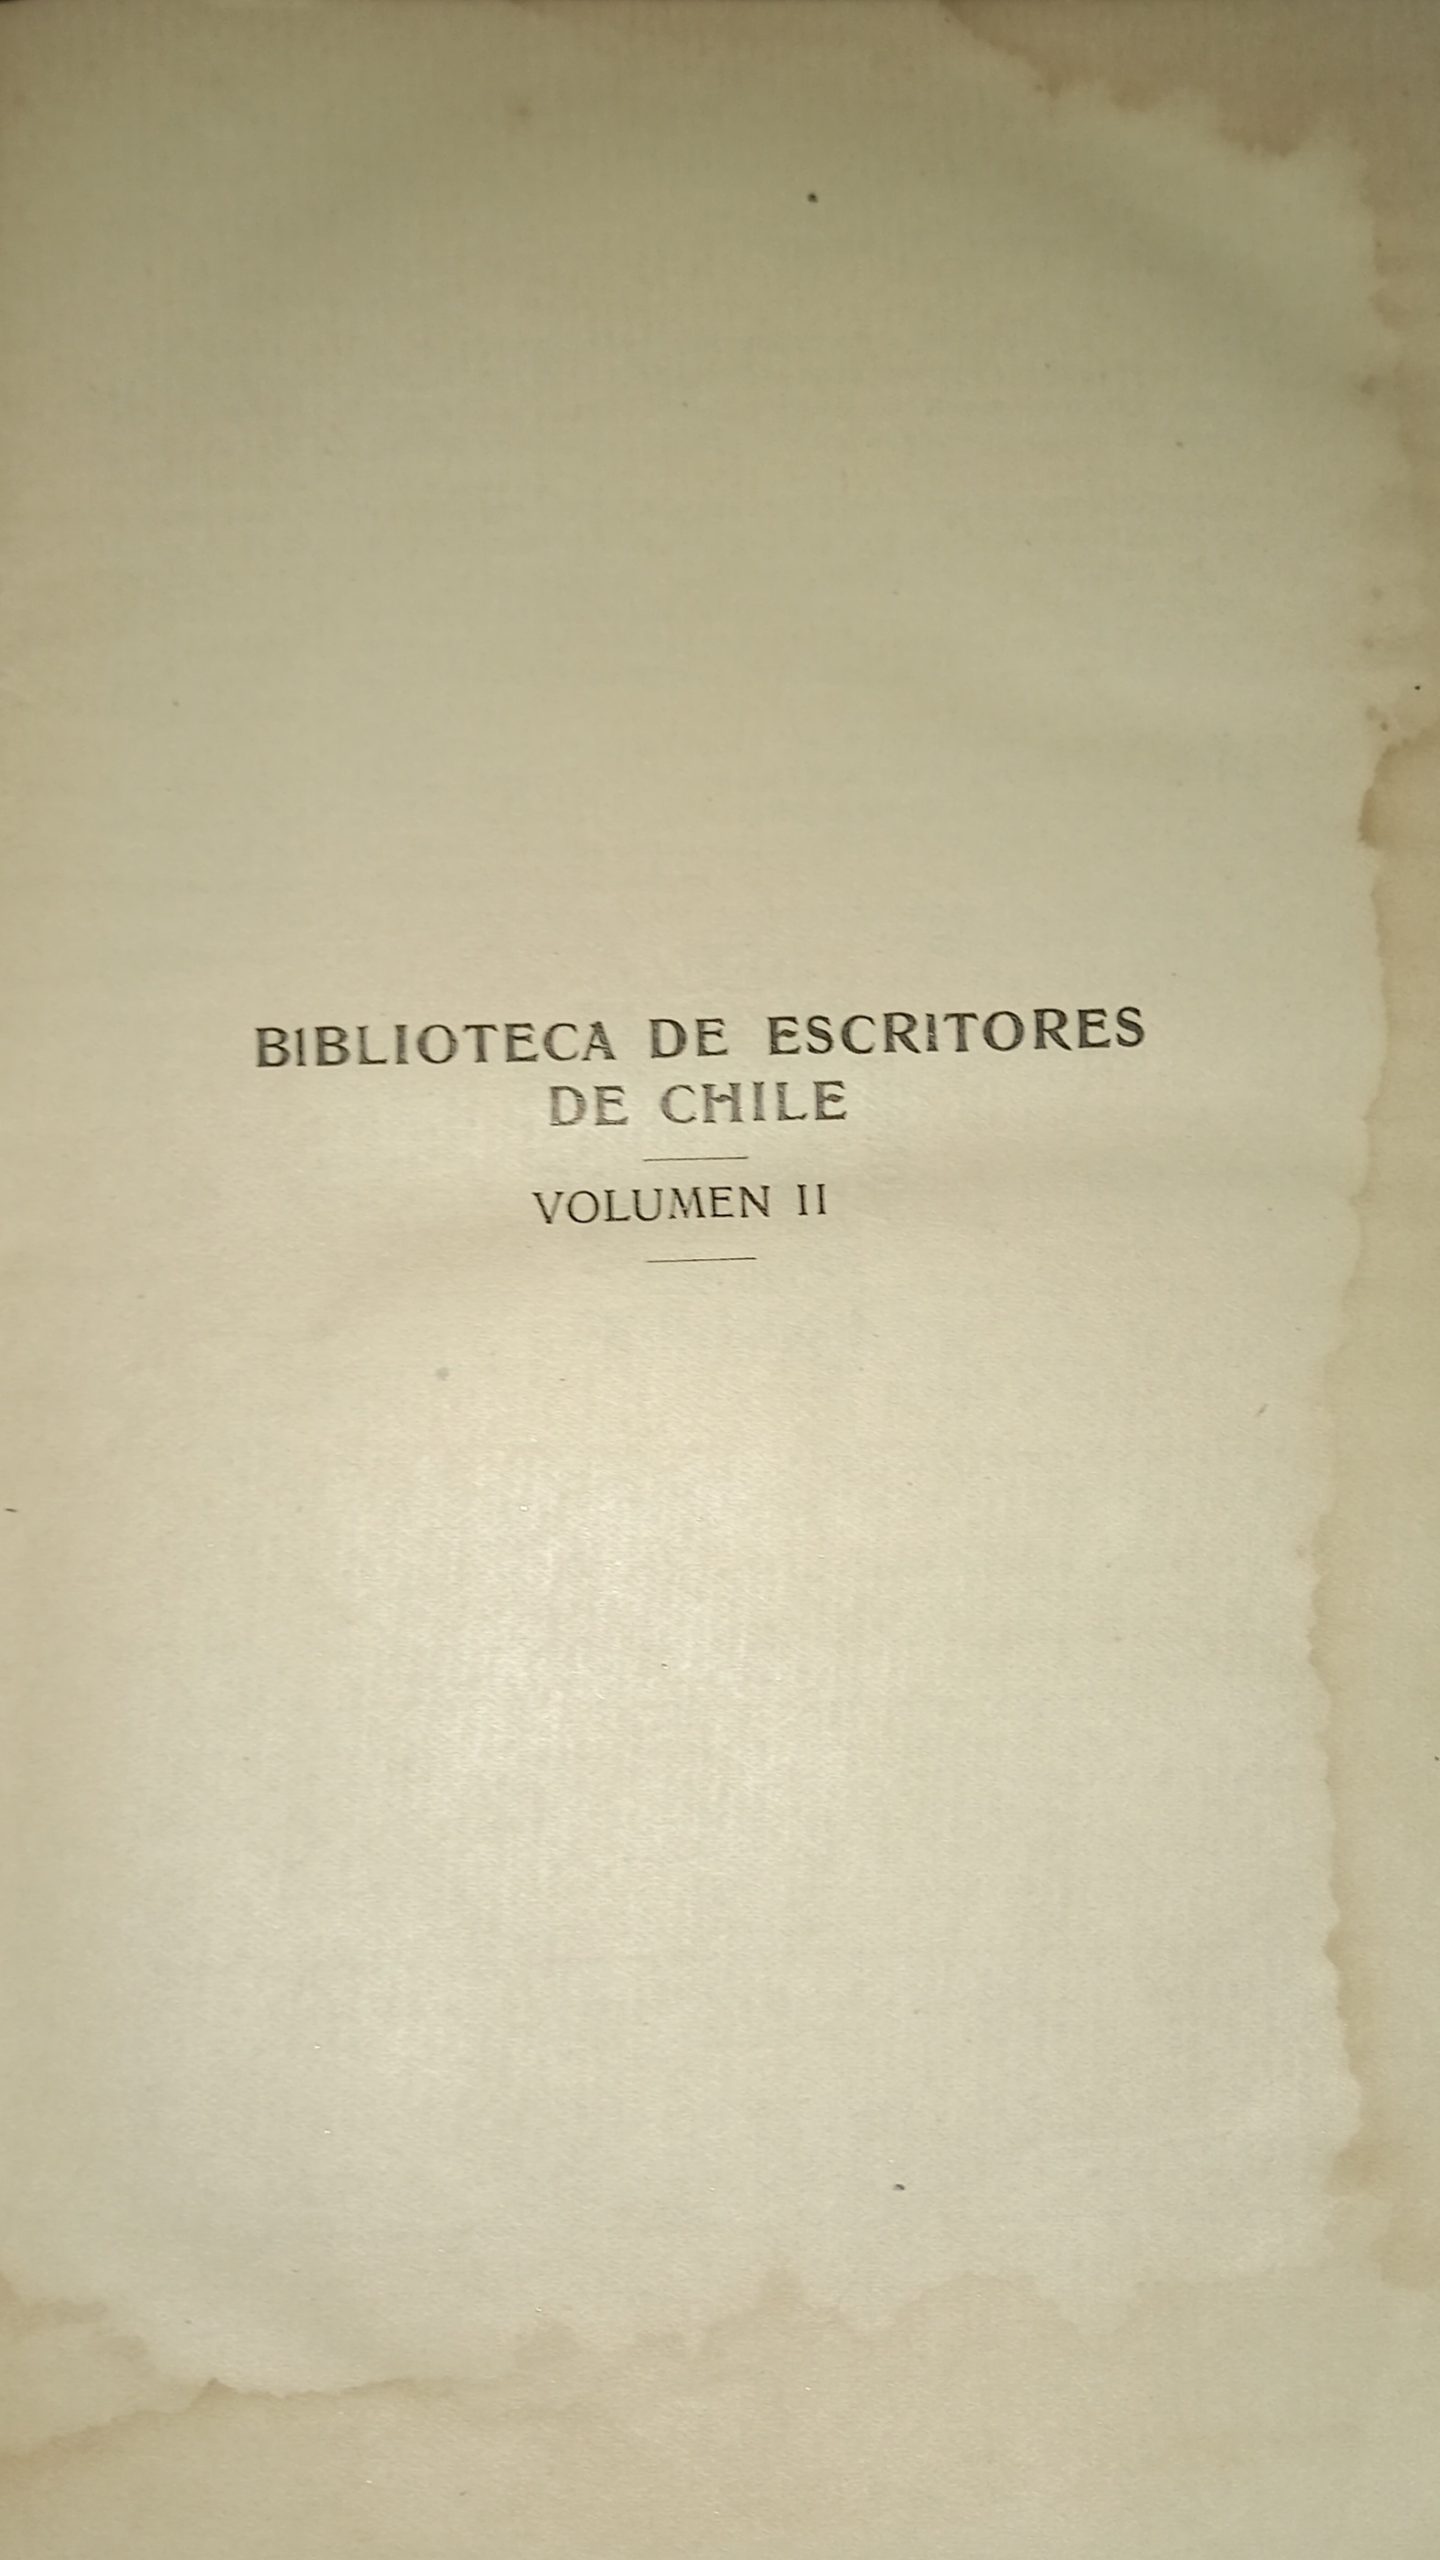 BIBLIOTECA DE ESCRITORES
DE CHILE
VOLUMEN II